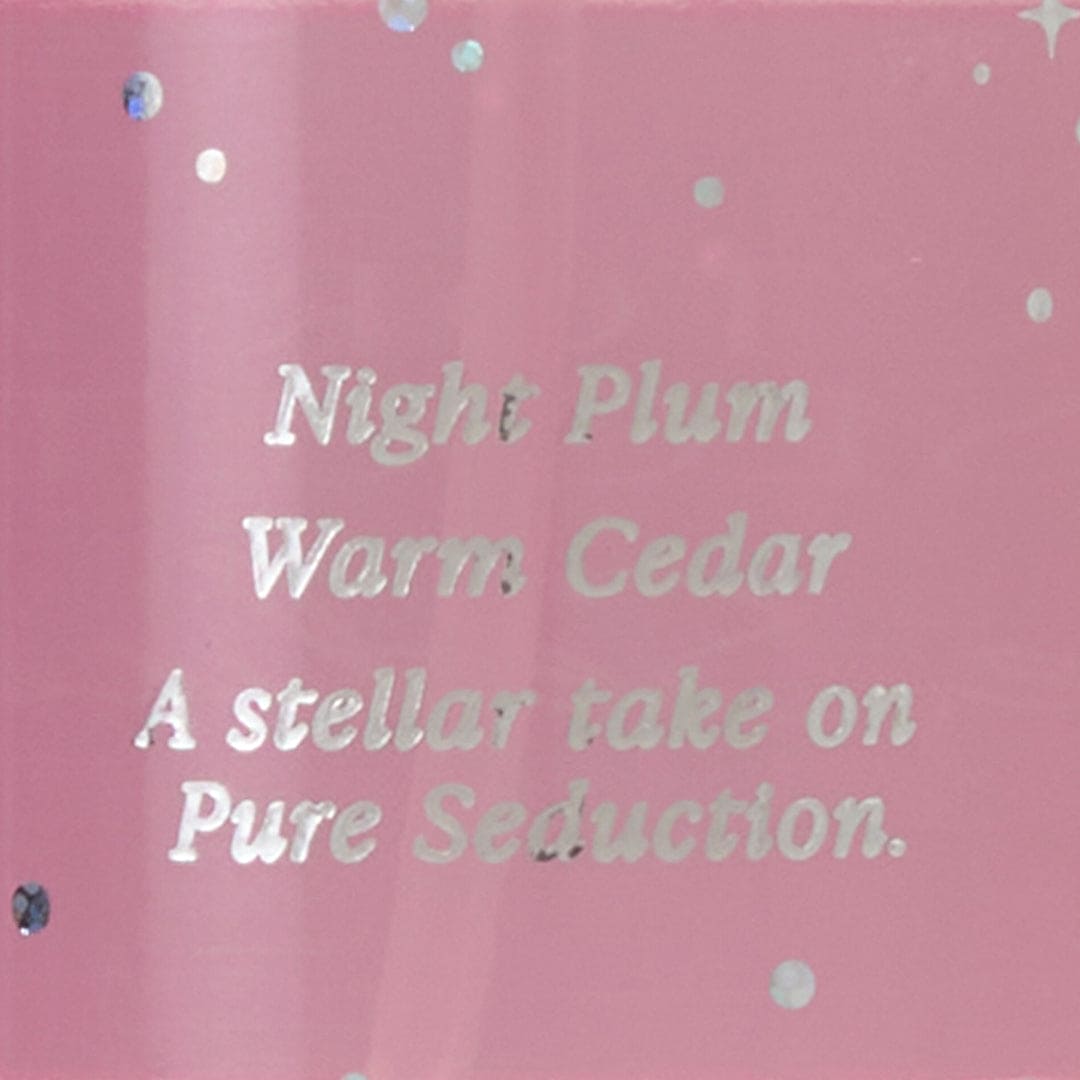 Night Plum
Warm Cedar
A stellar take on
Pure Seduction.